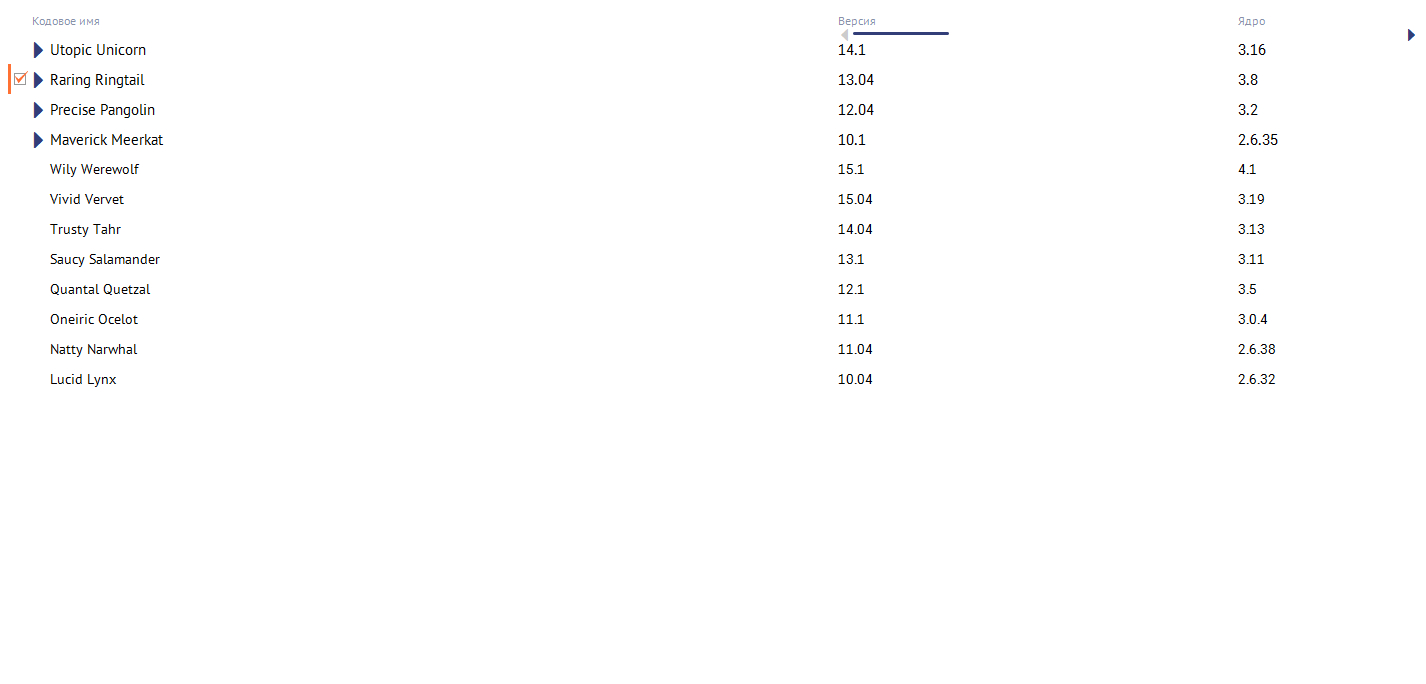 Кодовое имя Версия Ядро
Utopic Unicorn 14.1 3.16
Raring Ringtail 13.04 3.8
Precise Pangolin 12.04 3.2
Maverick Meerkat 10.1 2.6.35
Wily Werewolf 15.1 4.1
Vivid Vervet 15.04 3.19
Trusty Tahr 14.04 3.13
Saucy Salamander 13.1 3.11
Quantal Quetzal 12.1 3.5
Oneiric Ocelot 11.1 3.0.4
Natty Narwhal 11.04 2.6.38
Lucid Lynx 10.04 2.6.32